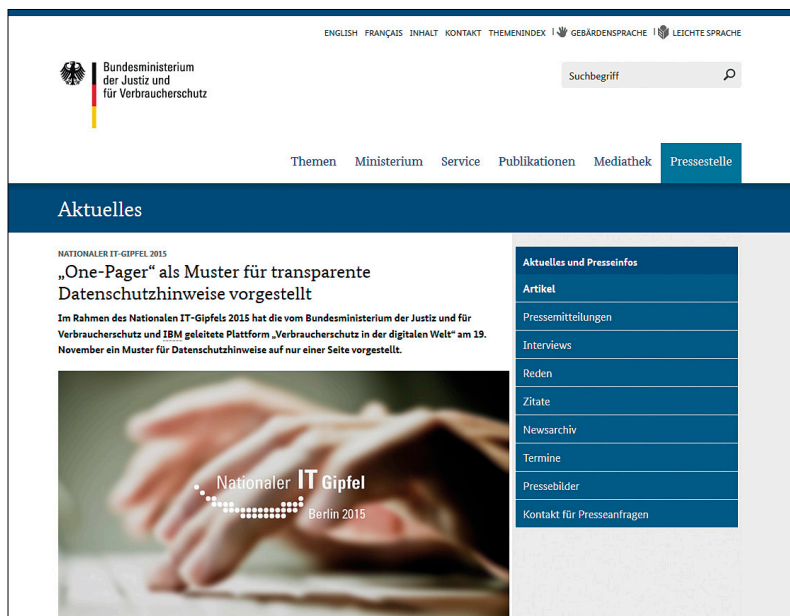 ENGLISH FRANÇAIS INHALT KONTAKT THEMENINDEX GEBÄRDENSPRACHE LEICHTE SPRACHE
Bundesministerium
der Justiz und
für Verbraucherschutz
Suchbegriff
Themen Ministerium Service Publikationen Mediathek Pressestelle
Aktuelles
NATIONALER IT-GIPFEL 2015
„One-Pager“ als Muster für transparente
Datenschutzhinweise vorgestellt
Im Rahmen des Nationalen IT-Gipfels 2015 hat die vom Bundesministerium der Justiz und für
Verbraucherschutz und IBM geleitete Plattform „Verbraucherschutz in der digitalen Welt“ am 19.
November ein Muster für Datenschutzhinweise auf nur einer Seite vorgestellt.
Nationaler IT Gipfel
Berlin 2015
Aktuelles und Presseinfos
Artikel
Pressemitteilungen
Interviews
Reden
Zitate
Newsarchiv
Termine
Pressebilder
Kontakt für Presseanfragen